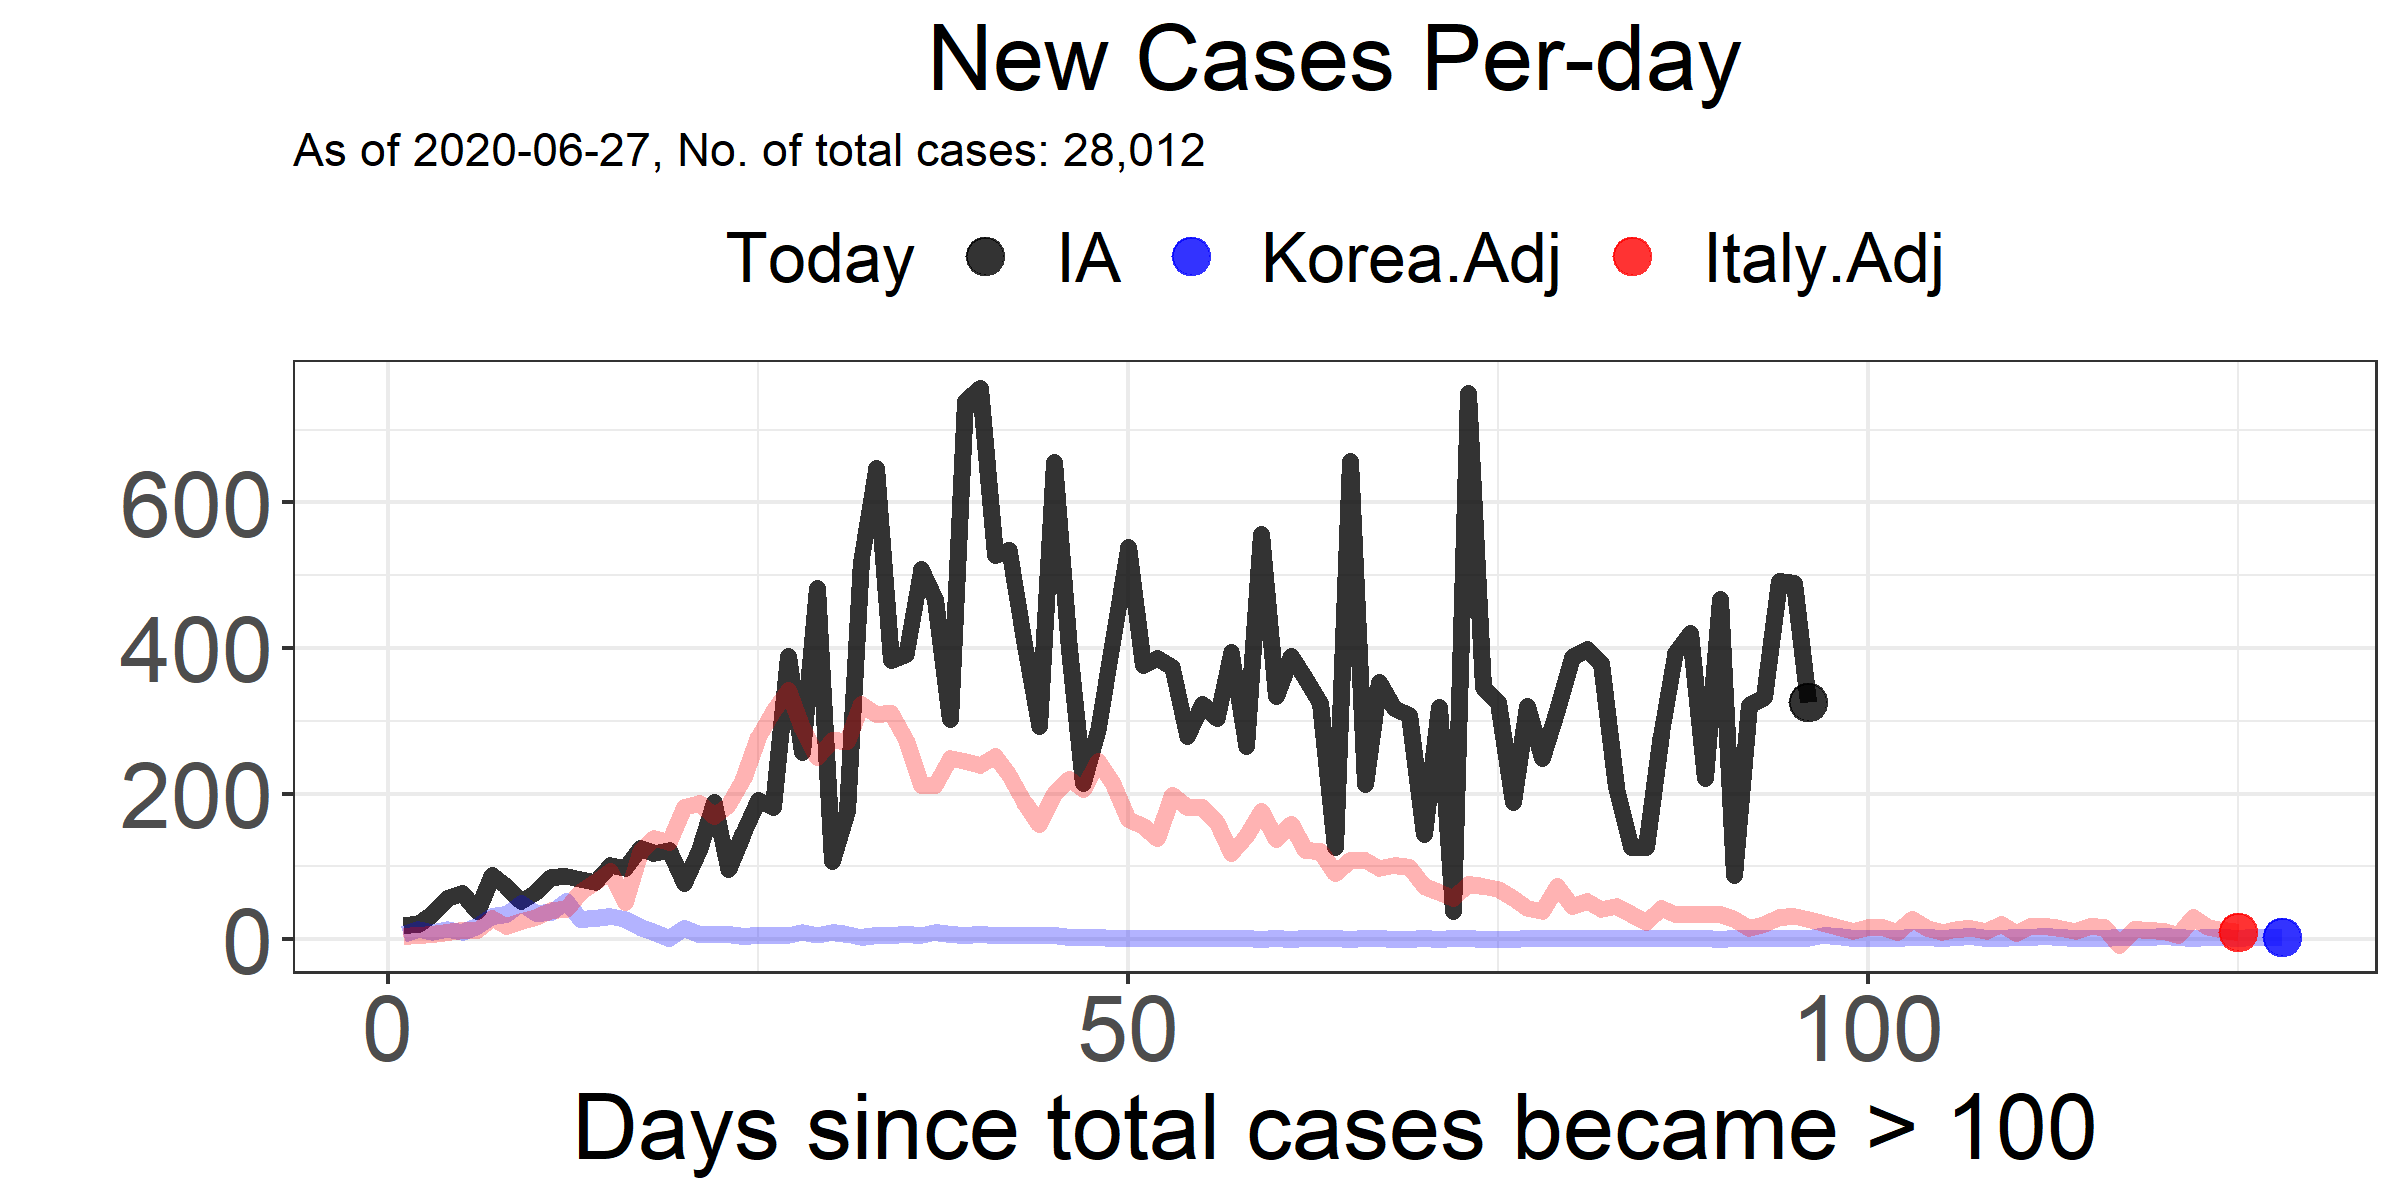 New Cases Per-day
As of 2020-06-27, No. of total cases: 28,012
Today IA Korea.Adj Italy.Adj
600
400
200
0
0 50 100
Days since total cases became > 100